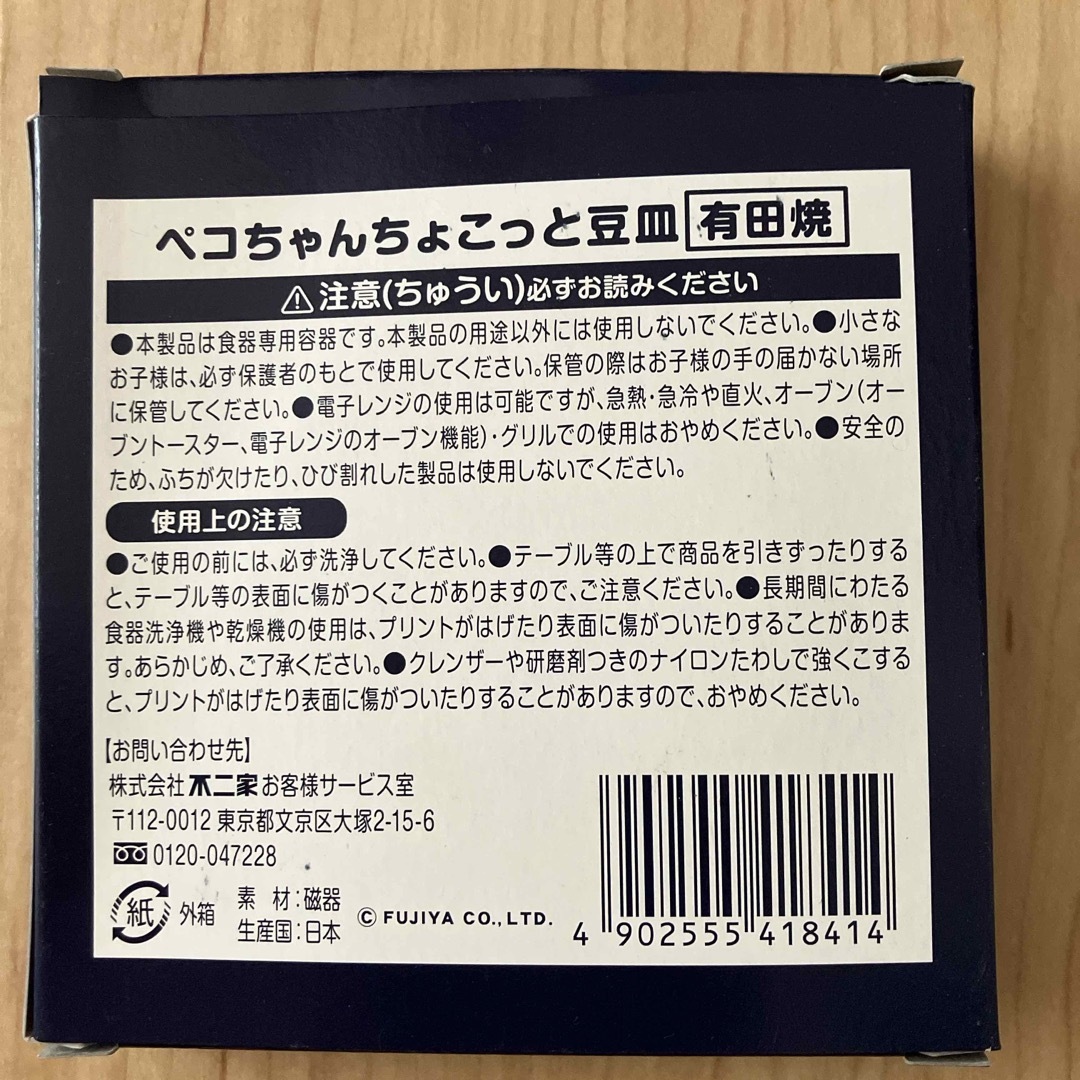 ペコちゃんちょこっと豆皿 有田焼
⚠注意(ちゅうい)必ずお読みください
●本製品は食器専用容器です。本製品の用途以外には使用しないでください。●小さな
お子様は、必ず保護者のもとで使用してください。保管の際はお子様の手の届かない場所
に保管してください。●電子レンジの使用は可能ですが、急熱・急冷や直火、オーブン(オー
ブントースター、電子レンジのオーブン機能)・グリルでの使用はおやめください。●安全の
ため、ふちが欠けたり、ひび割れした製品は使用しないでください。
使用上の注意
●ご使用の前には、必ず洗浄してください。●テーブル等の上で商品を引きずったりする
と、テーブル等の表面に傷がつくことがありますので、ご注意ください。●長期間にわたる
食器洗浄機や乾燥機の使用は、プリントがはげたり表面に傷がついたりすることがありま
す。あらかじめ、ご了承ください。●クレンザーや研磨剤つきのナイロンたわしで強くこする
と、プリントがはげたり表面に傷がついたりすることがありますので、おやめください。
【お問い合わせ先】
株式会社 不二家 お客様サービス室
〒112-0012 東京都文京区大塚2-15-6
0120-047228
紙 外箱
素 材:磁器
生産国:日本
© FUJIYA CO., LTD.
4 902555 418414